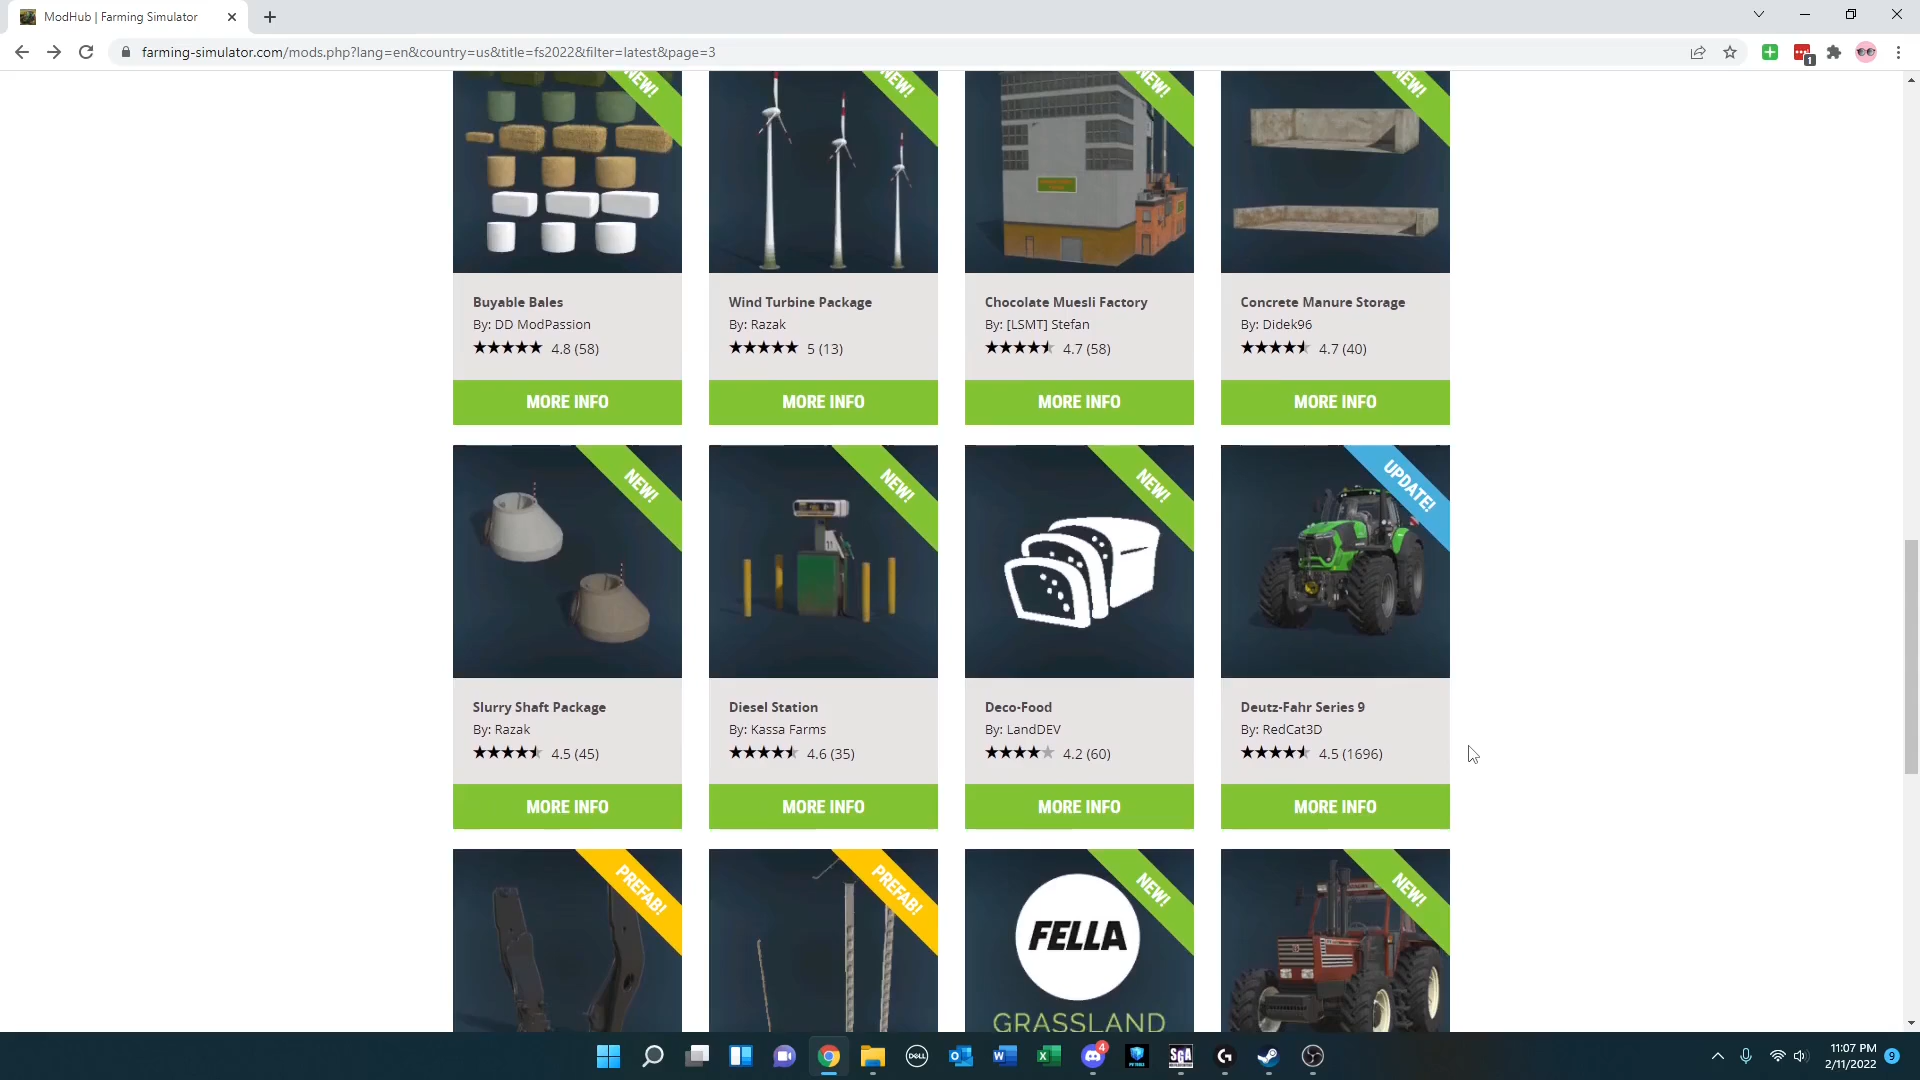 ModHub | Farming Simulator
farming-simulator.com/mods.php?lang=en&country=us&title=fs2022&filter=latest&page=3
1
NEW!
NEW!
NEW!
NEW!
Buyable Bales
By: DD ModPassion
★★★★★ 4.8 (58)
MORE INFO
Wind Turbine Package
By: Razak
★★★★★ 5 (13)
MORE INFO
Chocolate Muesli Factory
By: [LSMT] Stefan
4.7 (58)
MORE INFO
Concrete Manure Storage
By: Didek96
4.7 (40)
MORE INFO
NEW!
NEW!
NEW!
UPDATE!
Slurry Shaft Package
By: Razak
4.5 (45)
MORE INFO
Diesel Station
By: Kassa Farms
4.6 (35)
MORE INFO
Deco-Food
By: LandDEV
4.2 (60)
MORE INFO
Deutz-Fahr Series 9
By: RedCat3D
4.5 (1696)
MORE INFO
PREFAB!
PREFAB!
NEW!
NEW!
FELLA
GRASSLAND
DELL
4
SGA
11:07 PM
2/11/2022
9